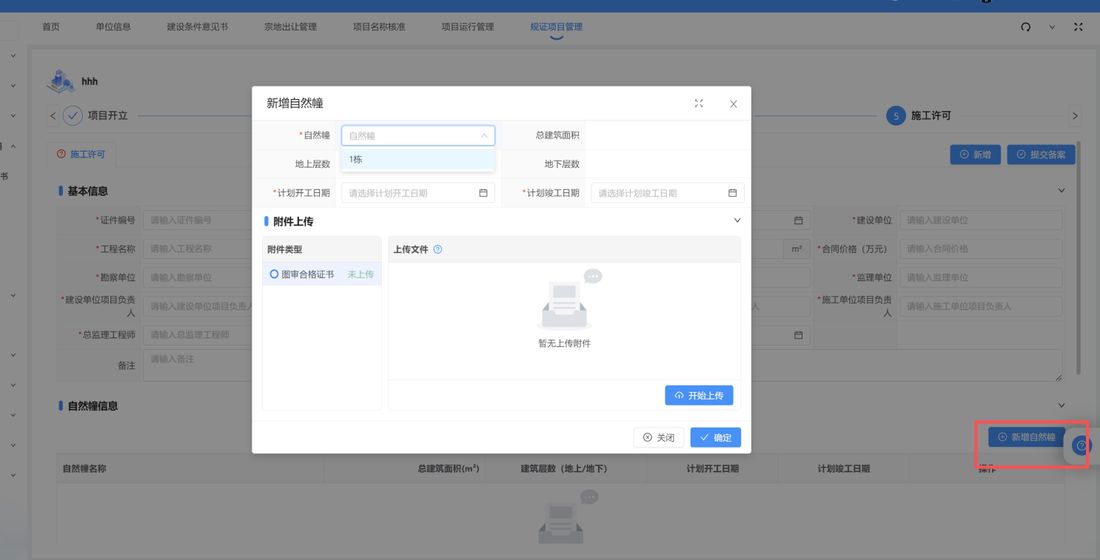 首页 单位信息 建设条件意见书 宗地出让管理 项目名称核准 项目运行管理 规证项目管理
hhh
项目开立 5 施工许可
施工许可 新增 提交备案
基本信息
*证件编号 请输入证件编号 *建设单位 请输入建设单位
*工程名称 请输入工程名称 m² *合同价格（万元） 请输入合同价格
*勘察单位 请输入勘察单位 *监理单位 请输入监理单位
*建设单位项目负责人 请输入建设单位项目负责人 *施工单位项目负责人 请输入施工单位项目负责人
*总监理工程师 请输入总监理工程师
备注 请输入备注
书
新增自然幢
*自然幢 自然幢 总建筑面积
1栋
地上层数 地下层数
*计划开工日期 请选择计划开工日期 *计划竣工日期 请选择计划竣工日期
附件上传
附件类型 上传文件
图审合格证书 未上传
暂无上传附件
开始上传
关闭 确定
自然幢信息
新增自然幢
自然幢名称 总建筑面积(m²) 建筑层数（地上/地下） 计划开工日期 计划竣工日期 操作